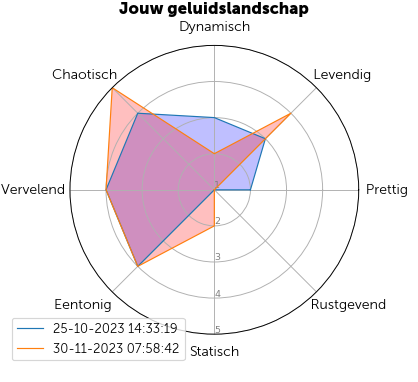 Jouw geluidslandschap
Dynamisch
Chaotisch
Levendig
Vervelend
1
Prettig
2
3
4
Eentonig
Rustgevend
5
Statisch
25-10-2023 14:33:19
30-11-2023 07:58:42